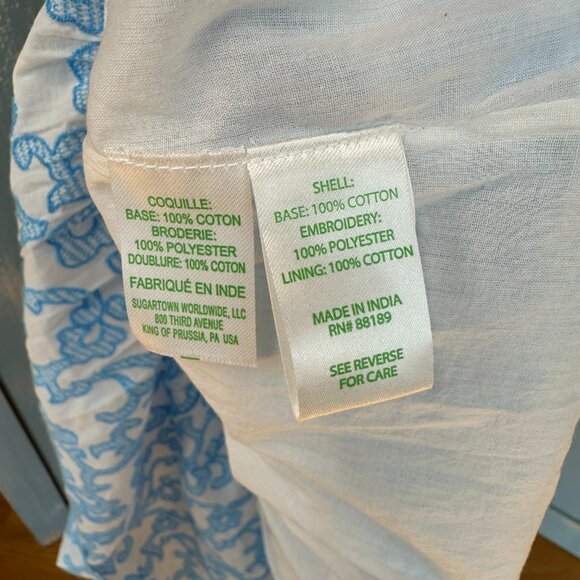 COQUILLE:
BASE: 100% COTON
BRODERIE:
100% POLYESTER
DOUBLURE: 100% COTON
FABRIQUÉ EN INDE
SUGARTOWN WORLDWIDE, LLC
800 THIRD AVENUE
KING OF PRUSSIA, PA USA
SHELL:
BASE: 100% COTTON
EMBROIDERY:
100% POLYESTER
LINING: 100% COTTON
MADE IN INDIA
RN# 88189
SEE REVERSE
FOR CARE